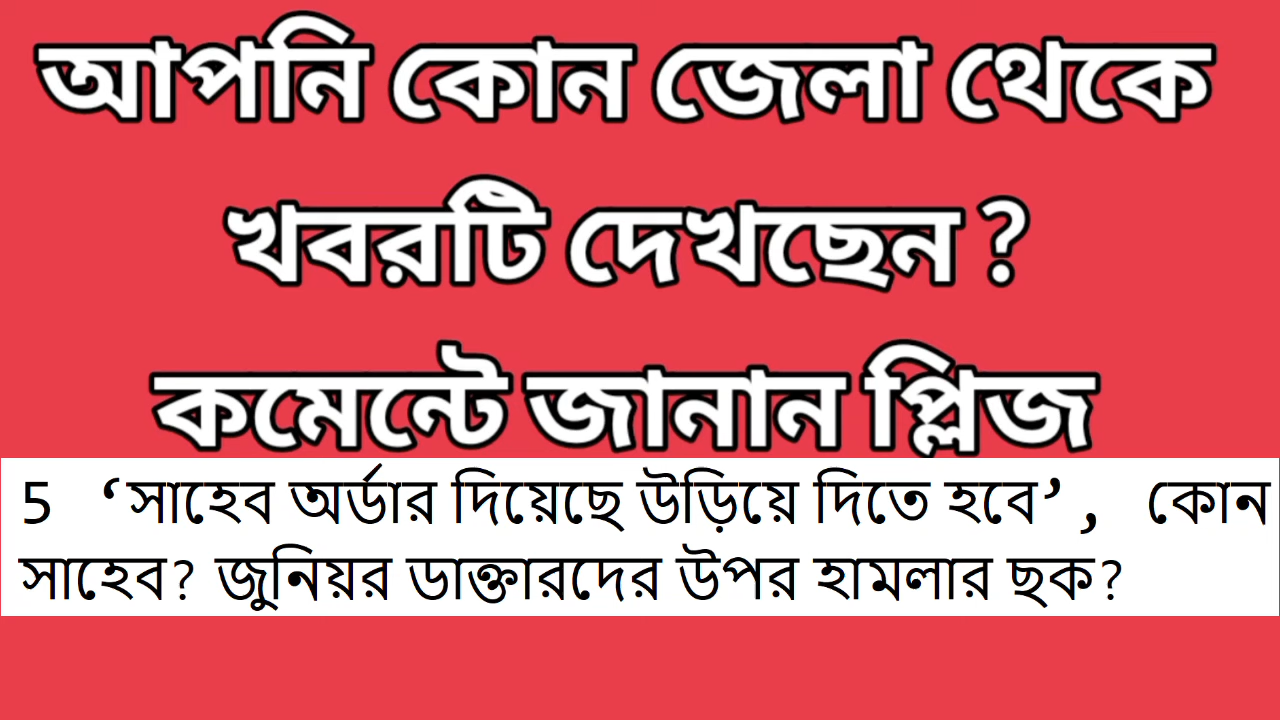 আপনি কোন জেলা থেকে
খবরটি দেখছেন ?
কমেন্টে জানান প্লিজ
5 ‘সাহেব অর্ডার দিয়েছে উড়িয়ে দিতে হবে’, কোন
সাহেব? জুনিয়র ডাক্তারদের উপর হামলার ছক?